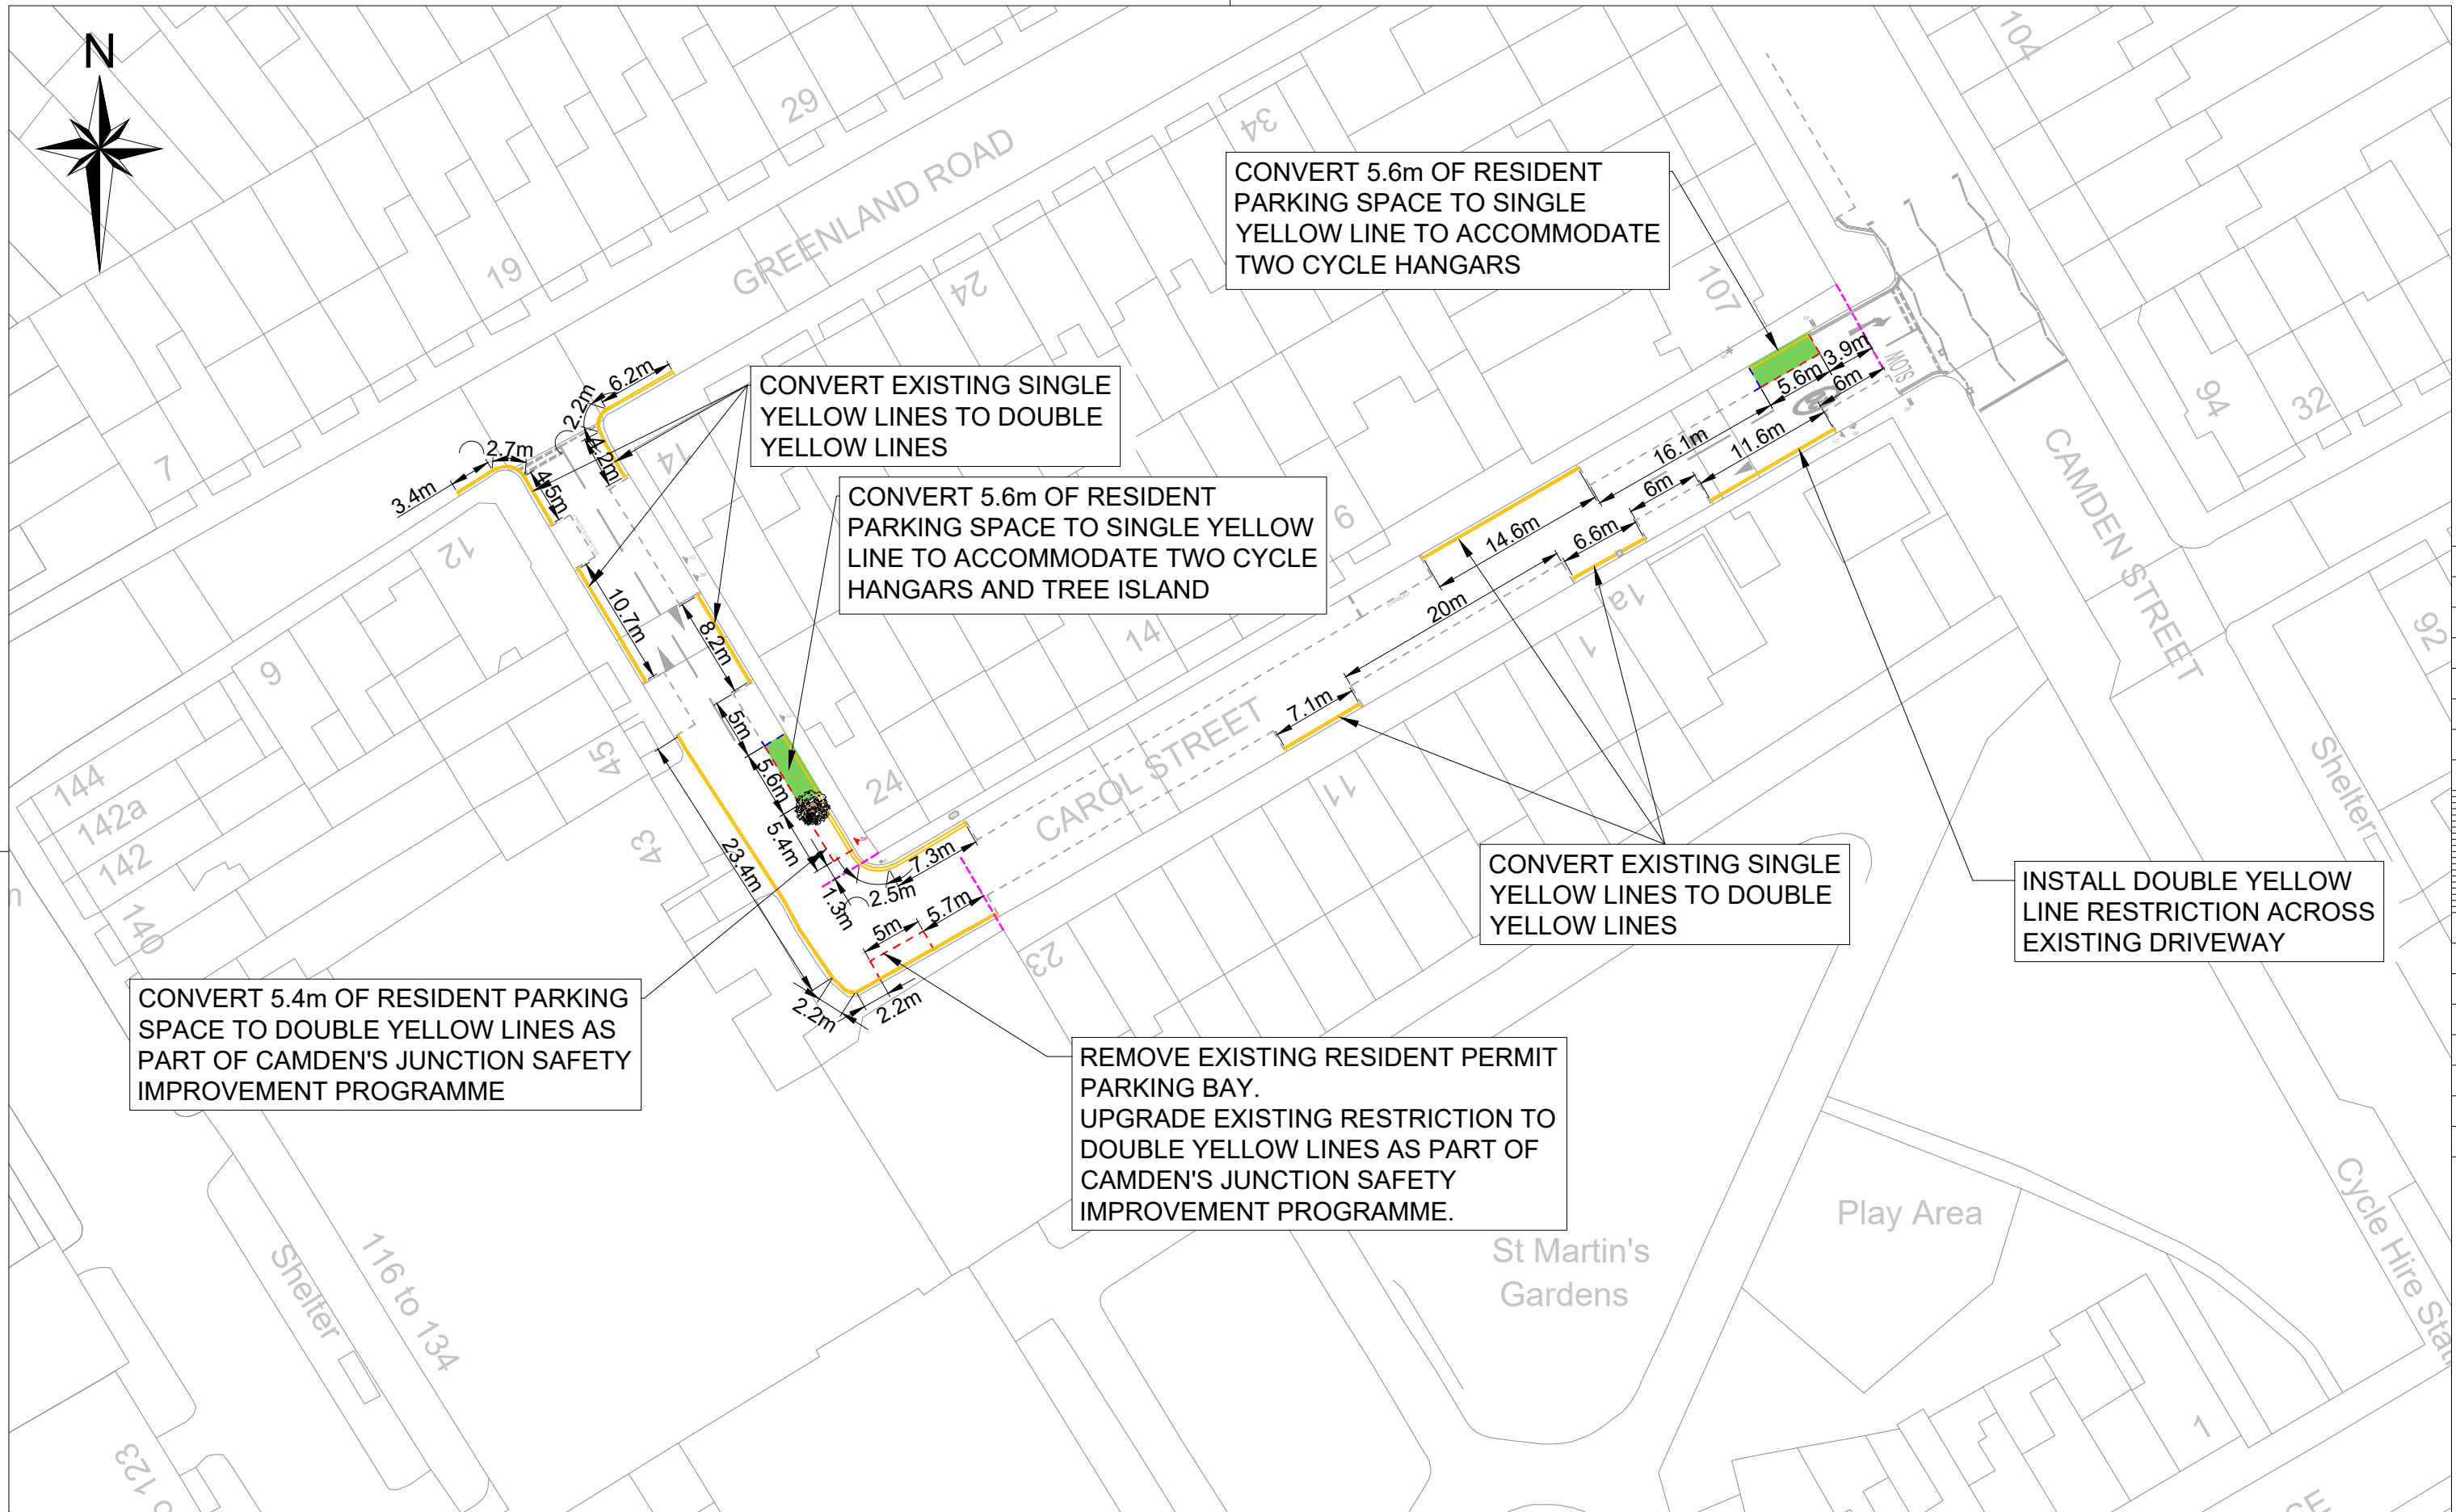 N
104
29
34
GREENLAND ROAD
CONVERT 5.6m OF RESIDENT
PARKING SPACE TO SINGLE
YELLOW LINE TO ACCOMMODATE
TWO CYCLE HANGARS
19
24
107
3.9m
5.6m
6m
SLOW
6.2m
2.2m
CONVERT EXISTING SINGLE
YELLOW LINES TO DOUBLE
YELLOW LINES
94
32
7
2.7m
4.2m
14
16.1m
11.6m
3.4m
4.5m
CONVERT 5.6m OF RESIDENT
PARKING SPACE TO SINGLE YELLOW
LINE TO ACCOMMODATE TWO CYCLE
HANGARS AND TREE ISLAND
6m
CAMDEN STREET
9
14.6m
6.6m
12
10.7m
20m
1a
8.2m
14
1
92
6
7.1m
5m
CAROL STREET
45
5.6m
24
11
Shelter
144
142a
142
43
5.4m
23.4m
7.3m
2.5m
1.3m
5.7m
5m
CONVERT EXISTING SINGLE
YELLOW LINES TO DOUBLE
YELLOW LINES
INSTALL DOUBLE YELLOW
LINE RESTRICTION ACROSS
EXISTING DRIVEWAY
140
23
CONVERT 5.4m OF RESIDENT PARKING
SPACE TO DOUBLE YELLOW LINES AS
PART OF CAMDEN'S JUNCTION SAFETY
IMPROVEMENT PROGRAMME
2.2m
2.2m
REMOVE EXISTING RESIDENT PERMIT
PARKING BAY.
UPGRADE EXISTING RESTRICTION TO
DOUBLE YELLOW LINES AS PART OF
CAMDEN'S JUNCTION SAFETY
IMPROVEMENT PROGRAMME.
Play Area
St Martin's
Gardens
Shelter
116 to 134
Cycle Hire
1
123